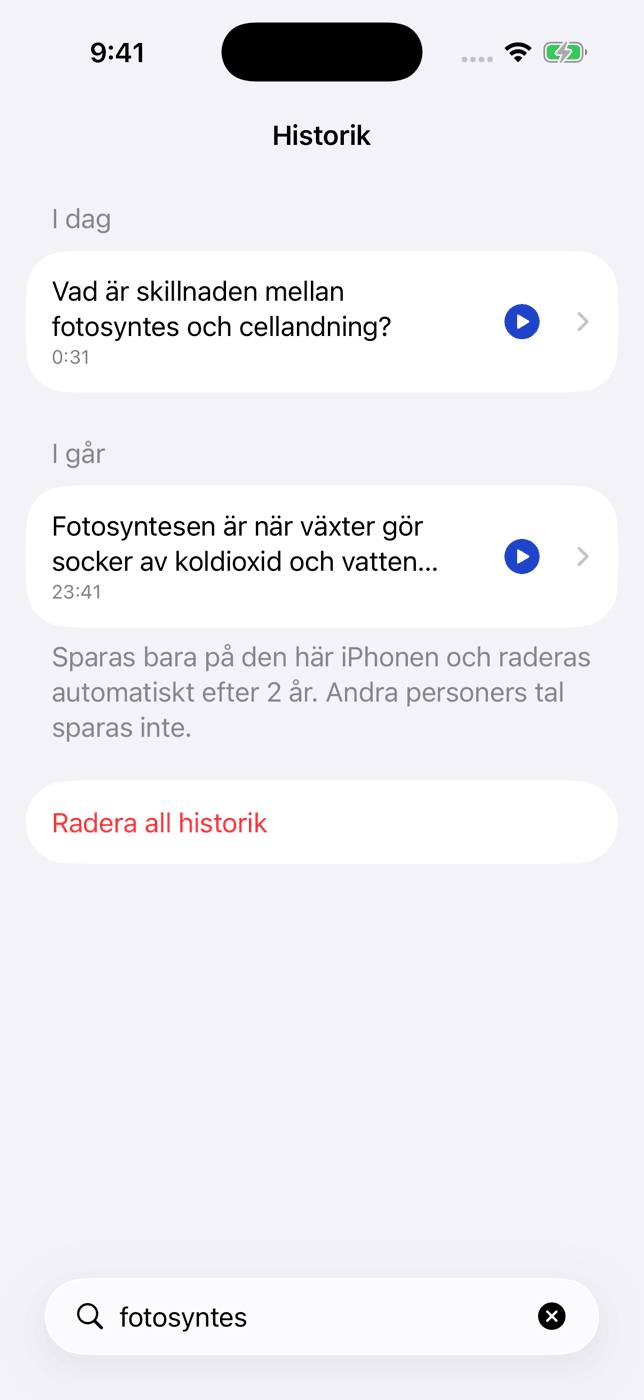 9:41
Historik
I dag
Vad är skillnaden mellan
fotosyntes och cellandning?
0:31
I går
Fotosyntesen är när växter gör
socker av koldioxid och vatten...
23:41
Sparas bara på den här iPhonen och raderas
automatiskt efter 2 år. Andra personers tal
sparas inte.
Radera all historik
fotosyntes